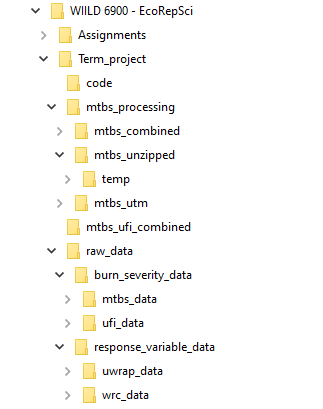 WIILD 6900 - EcoRepSci
Assignments
Term_project
code
mtbs_processing
mtbs_combined
mtbs_unzipped
temp
mtbs_utm
mtbs_ufi_combined
raw_data
burn_severity_data
mtbs_data
ufi_data
response_variable_data
uwrap_data
wrc_data